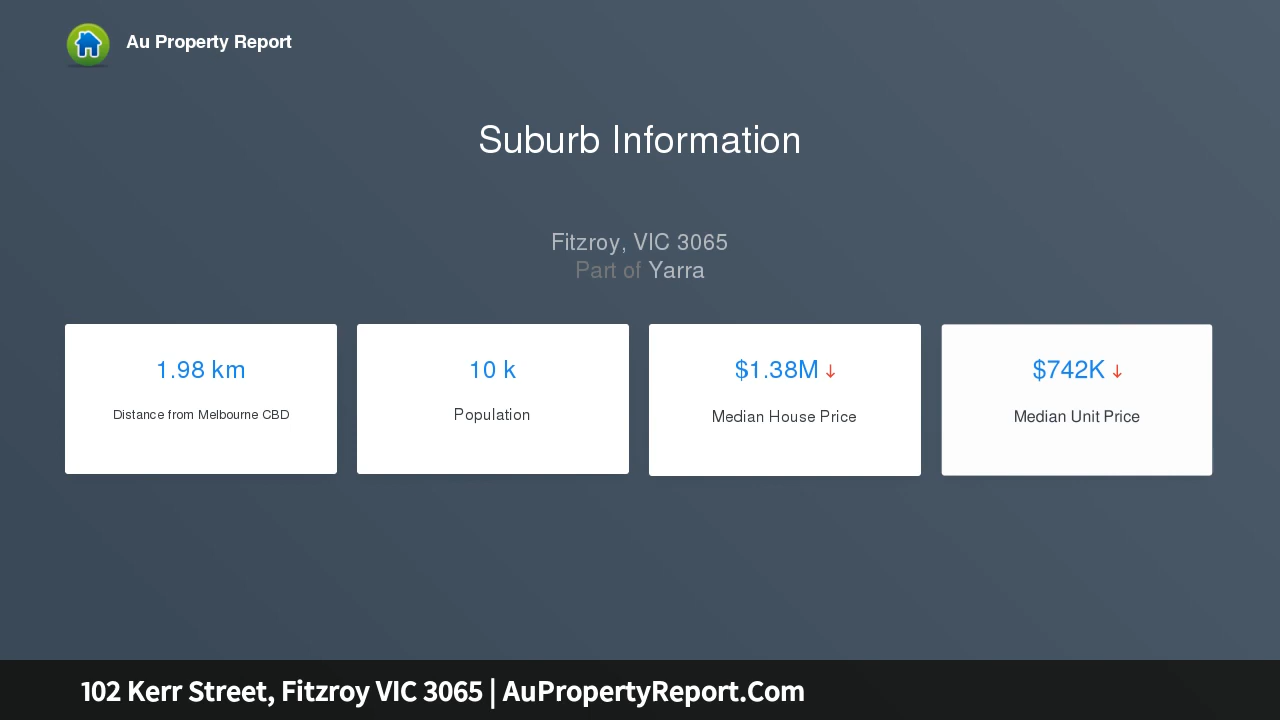 Au Property Report
Suburb Information
Fitzroy, VIC 3065
Part of Yarra
1.98 km
Distance from Melbourne CBD
10 k
Population
$1.38M ↓
Median House Price
$742K ↓
Median Unit Price
102 Kerr Street, Fitzroy VIC 3065 | AuPropertyReport.Com